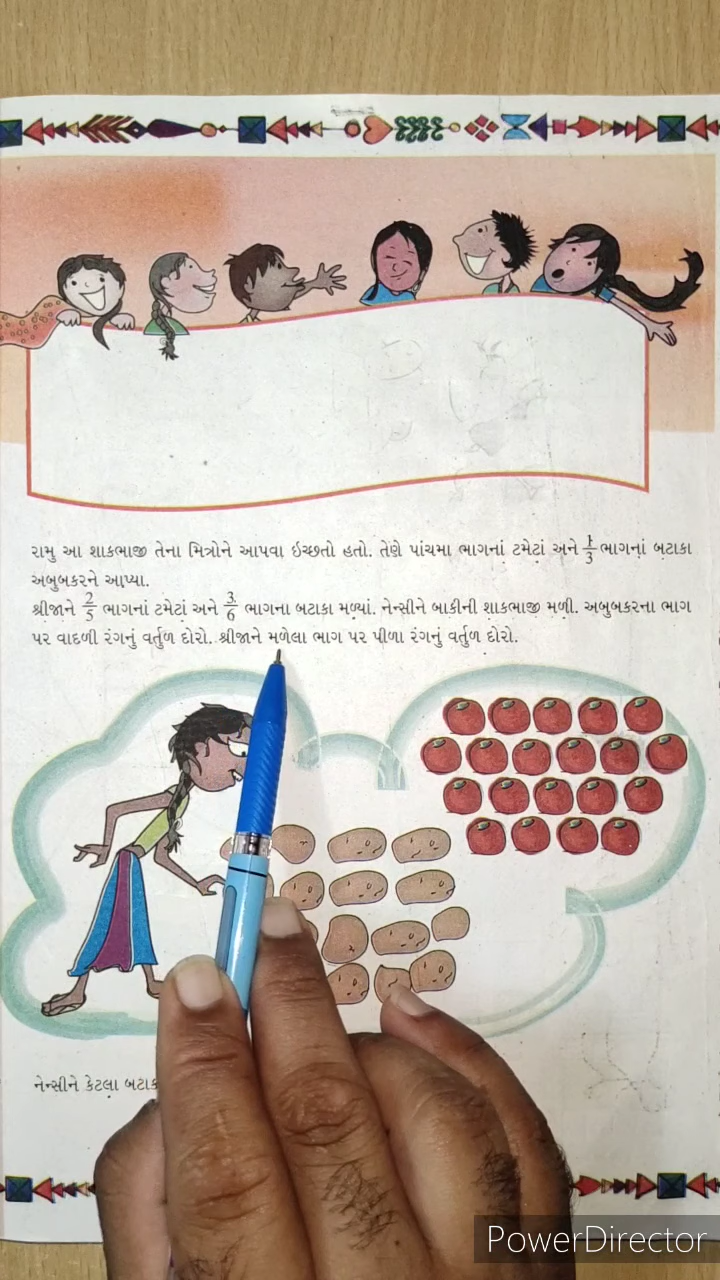 રામુ આ શાકભાજી તેના મિત્રોને આપવા ઇચ્છતો હતો. તેણે પાંચમા ભાગનાં ટમેટાં અને 1/3 ભાગનાં બટાકા
અબુબકરને આપ્યા.
શ્રીજાને 2/5 ભાગનાં ટમેટાં અને 3/6 ભાગના બટાકા મળ્યાં. નેન્સીને બાકીની શાકભાજી મળી. અબુબકરના ભાગ
પર વાદળી રંગનું વર્તુળ દોરો. શ્રીજાને મળેલા ભાગ પર પીળા રંગનું વર્તુળ દોરો.
નેન્સીને કેટલા
PowerDirector